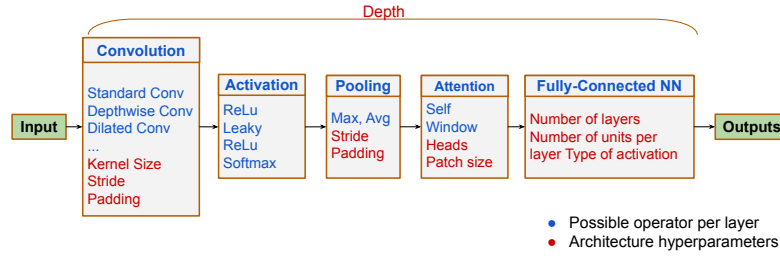 Depth
Input
Convolution
Standard Conv
Depthwise Conv
Dilated Conv
...
Kernel Size
Stride
Padding
Activation
ReLu
Leaky
ReLu
Softmax
Pooling
Max, Avg
Stride
Padding
Attention
Self
Window
Heads
Patch size
Fully-Connected NN
Number of layers
Number of units per
layer Type of activation
Outputs
Possible operator per layer
Architecture hyperparameters